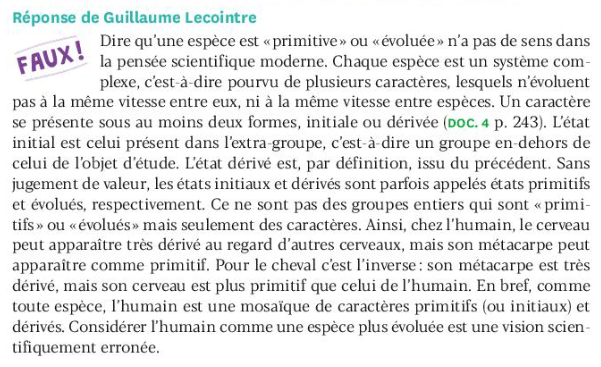 Réponse de Guillaume Lecointre
FAUX !
Dire qu’une espèce est « primitive » ou « évoluée » n’a pas de sens dans
la pensée scientifique moderne. Chaque espèce est un système com-
plexe, c’est-à-dire pourvu de plusieurs caractères, lesquels n’évoluent
pas à la même vitesse entre eux, ni à la même vitesse entre espèces. Un caractère
se présente sous au moins deux formes, initiale ou dérivée (DOC. 4 p. 243). L’état
initial est celui présent dans l’extra-groupe, c’est-à-dire un groupe en-dehors de
celui de l’objet d’étude. L’état dérivé est, par définition, issu du précédent. Sans
jugement de valeur, les états initiaux et dérivés sont parfois appelés états primitifs
et évolués, respectivement. Ce ne sont pas des groupes entiers qui sont « primi-
tifs » ou « évolués » mais seulement des caractères. Ainsi, chez l’humain, le cerveau
peut apparaître très dérivé au regard d’autres cerveaux, mais son métacarpe peut
apparaître comme primitif. Pour le cheval c’est l’inverse : son métacarpe est très
dérivé, mais son cerveau est plus primitif que celui de l’humain. En bref, comme
toute espèce, l’humain est une mosaïque de caractères primitifs (ou initiaux) et
dérivés. Considérer l’humain comme une espèce plus évoluée est une vision scien-
tifiquement erronée.